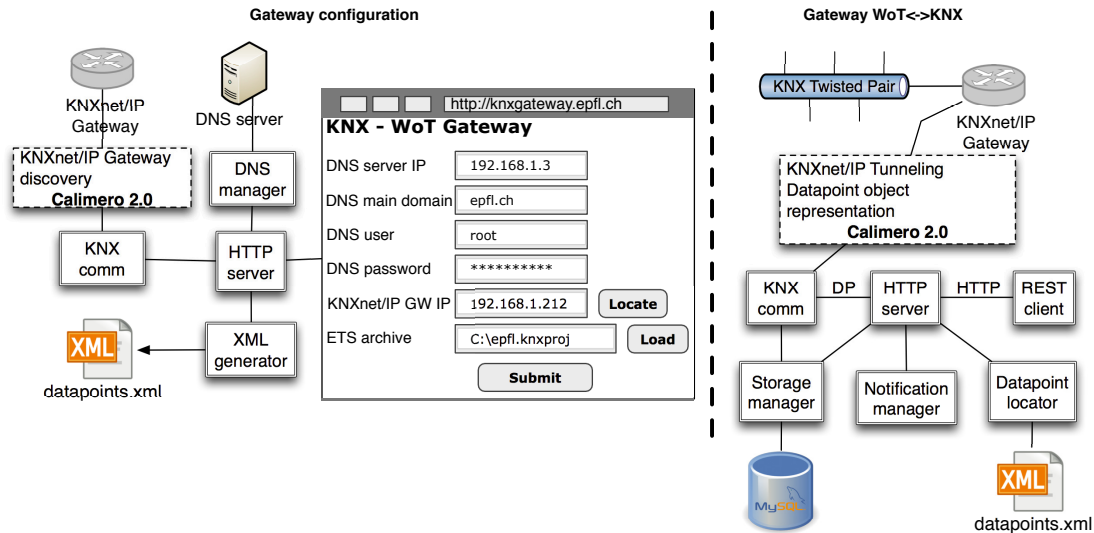 Gateway configuration
KNXnet/IP
Gateway
DNS server
KNXnet/IP Gateway
discovery
Calimero 2.0
DNS
manager
KNX
comm
HTTP
server
XML
generator
XML
datapoints.xml
http://knxgateway.epfl.ch
KNX - WoT Gateway
DNS server IP 192.168.1.3
DNS main domain epfl.ch
DNS user root
DNS password **********
KNXnet/IP GW IP 192.168.1.212 Locate
ETS archive C:\epfl.knxproj Load
Submit
Gateway WoT<->KNX
KNX Twisted Pair
KNXnet/IP
Gateway
KNXnet/IP Tunneling
Datapoint object
representation
Calimero 2.0
KNX
comm
DP
HTTP
server
HTTP
REST
client
Storage
manager
Notification
manager
Datapoint
locator
MySQL
XML
datapoints.xml